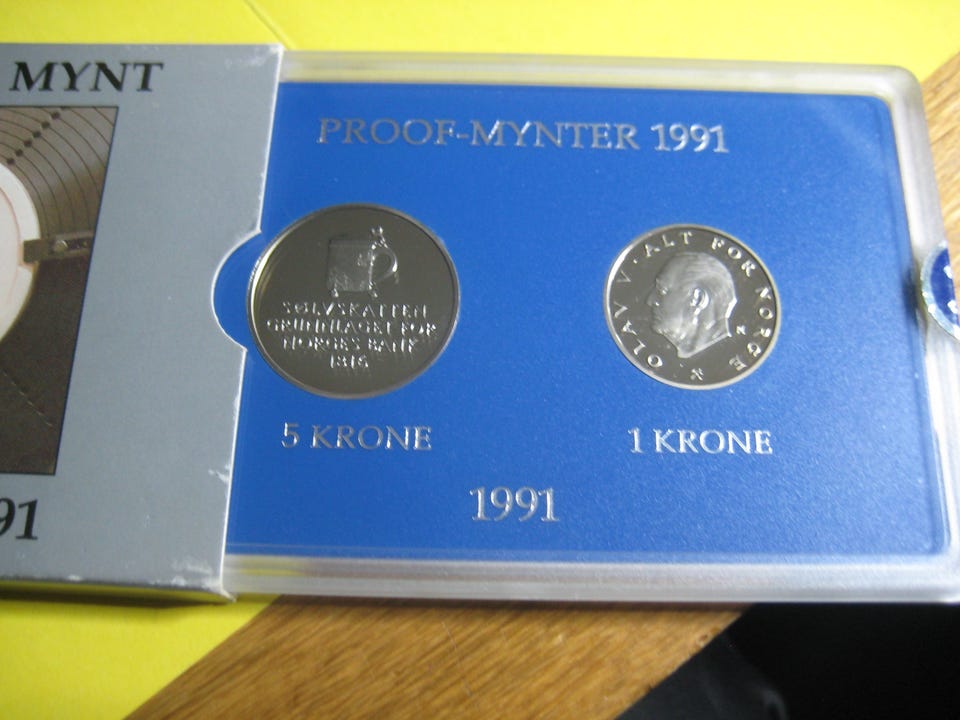 MYNT
91
PROOF-MYNTER 1991
SØLVSKATTEN
GRUNNLAGET FOR
NORGES BANK
1816
OLAV V · ALT FOR NORGE
5 KRONE
1 KRONE
1991